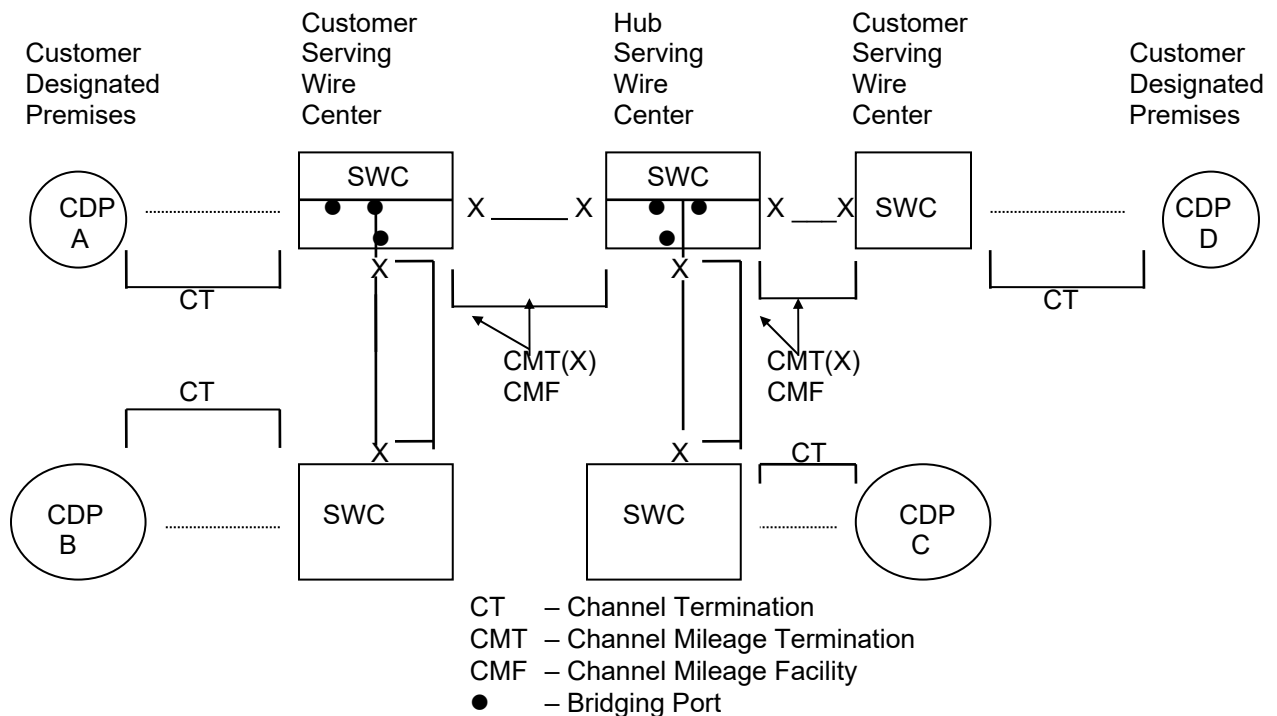 Customer
Designated
Premises
Customer
Serving
Wire
Center
Hub
Serving
Wire
Center
Customer
Serving
Wire
Center
Customer
Designated
Premises
CDP
A
SWC
X X
SWC
X X
SWC
CDP
D
CT
X
X
CT
CMT(X)
CMF
CMT(X)
CMF
CT
X
X
CT
CDP
B
SWC
SWC
CDP
C
CT – Channel Termination
CMT – Channel Mileage Termination
CMF – Channel Mileage Facility
● – Bridging Port